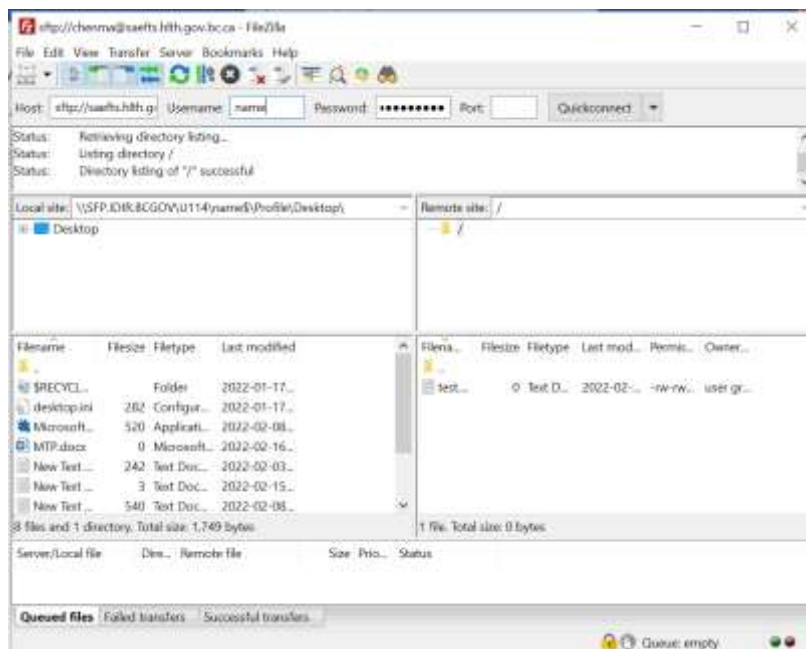 sftp://chenma@saefts.hlth.gov.bc.ca - FileZilla
File Edit View Transfer Server Bookmarks Help
Host: sftp://saefts.hlth.g Username: name Password: ••••••••• Port: Quickconnect
Status: Retrieving directory listing...
Status: Listing directory /
Status: Directory listing of "/" successful
Local site: \\SFP.IDIR.BCGOV\U114\name$\Profile\Desktop\ Remote site: /
Desktop /
Filename Filesize Filetype Last modified Filena... Filesize Filetype Last mod... Permis... Owner...
.. ..
$RECYCL... Folder 2022-01-17... test... 0 Text D... 2022-02-... -rw-rw... user gr...
desktop.ini 282 Configur... 2022-01-17...
Microsoft... 520 Applicati... 2022-02-08...
MTP.docx 0 Microsoft... 2022-02-16...
New Text ... 242 Text Doc... 2022-02-03...
New Text ... 3 Text Doc... 2022-02-15...
New Text ... 540 Text Doc... 2022-02-08...
8 files and 1 directory. Total size: 1,749 bytes 1 file. Total size: 0 bytes
Server/Local file Dire... Remote file Size Prio... Status
Queued files Failed transfers Successful transfers
Queue: empty